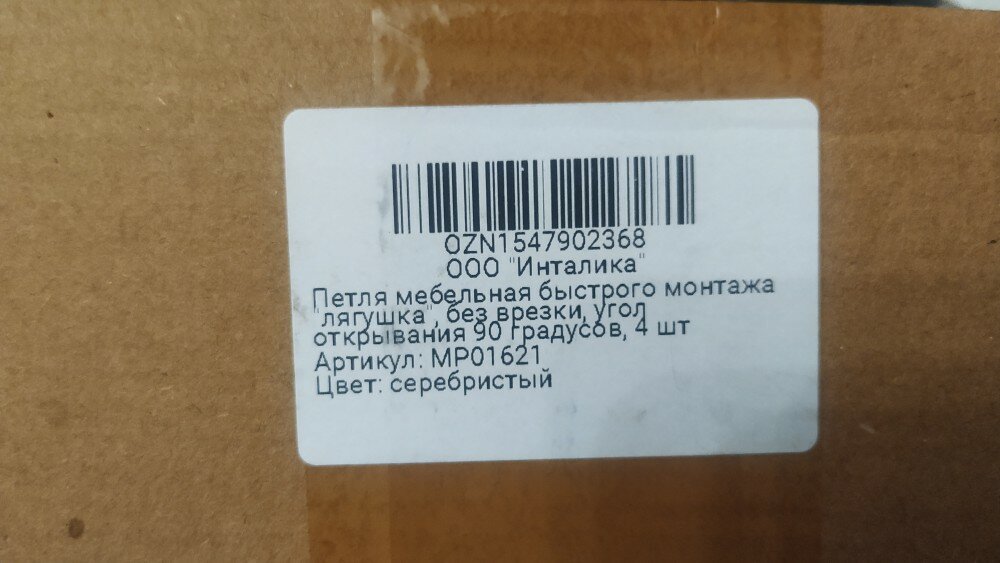 OZN1547902368
ООО "Инталика"
Петля мебельная быстрого монтажа
"лягушка", без врезки, угол
открывания 90 градусов, 4 шт
Артикул: МР01621
Цвет: серебристый